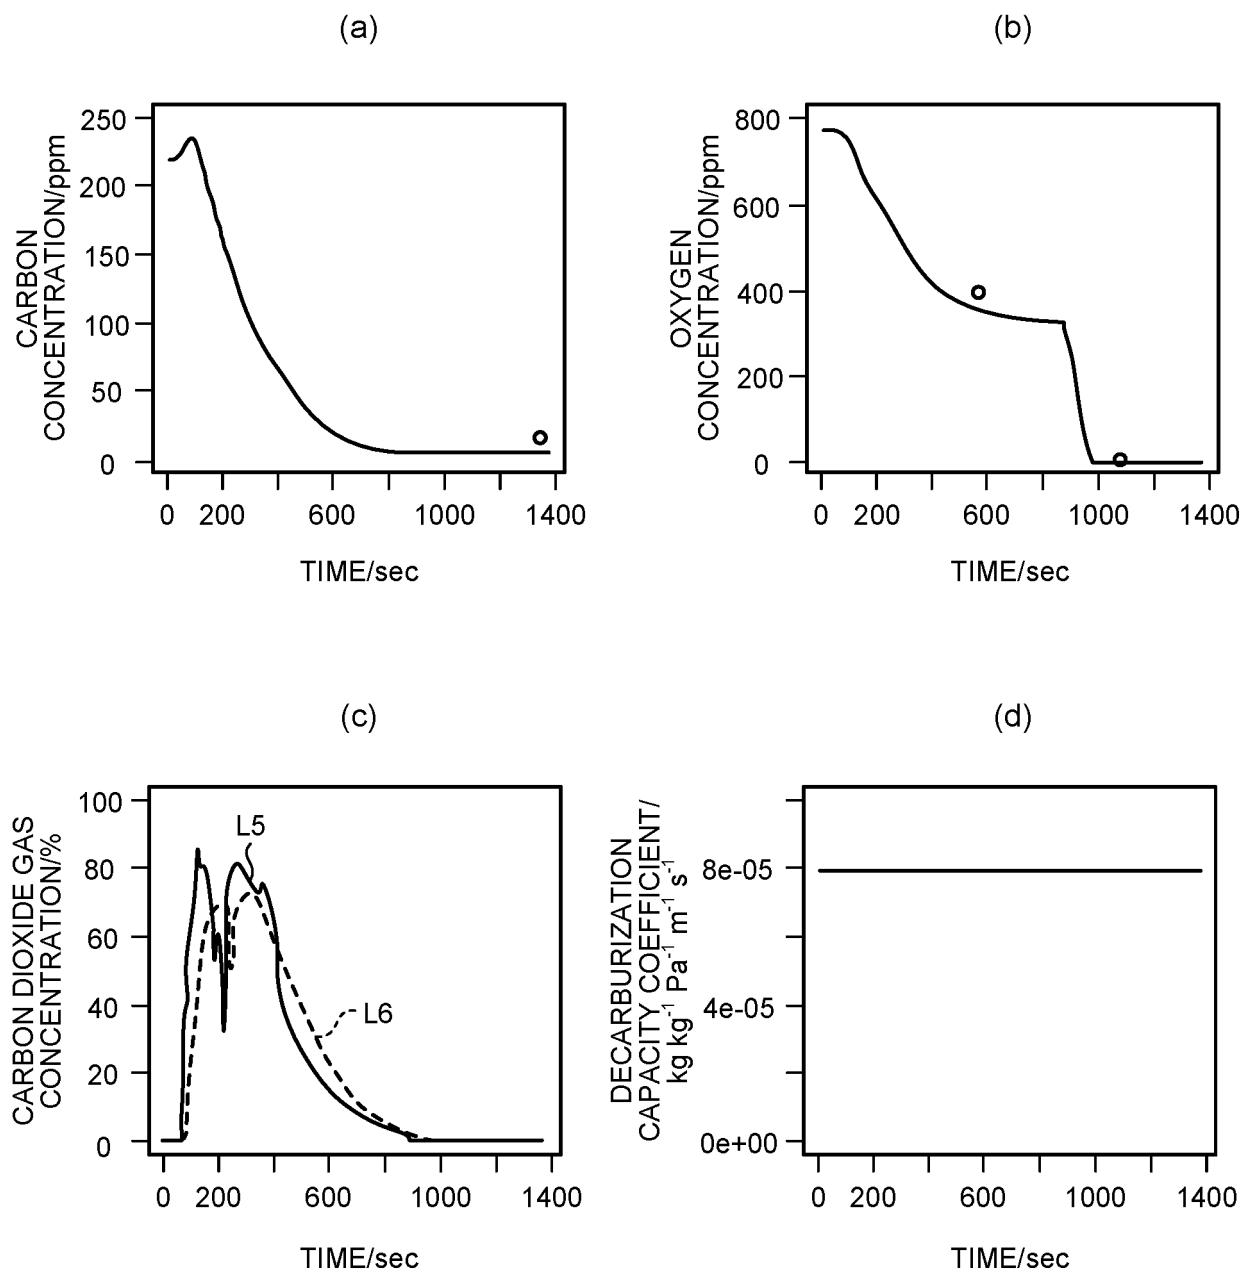 (a)
250
200
150
100
50
0
CARBON
CONCENTRATION/ppm
0 200 600 1000 1400
TIME/sec
(b)
800
600
400
200
0
OXYGEN
CONCENTRATION/ppm
0 200 600 1000 1400
TIME/sec
(c)
100
80
60
40
20
0
CARBON DIOXIDE GAS
CONCENTRATION/%
L5
L6
0 200 600 1000 1400
TIME/sec
(d)
8e-05
4e-05
0e+00
DECARBURIZATION
CAPACITY COEFFICIENT/
kg kg⁻¹ Pa⁻¹ m⁻¹ s⁻¹
0 200 600 1000 1400
TIME/sec